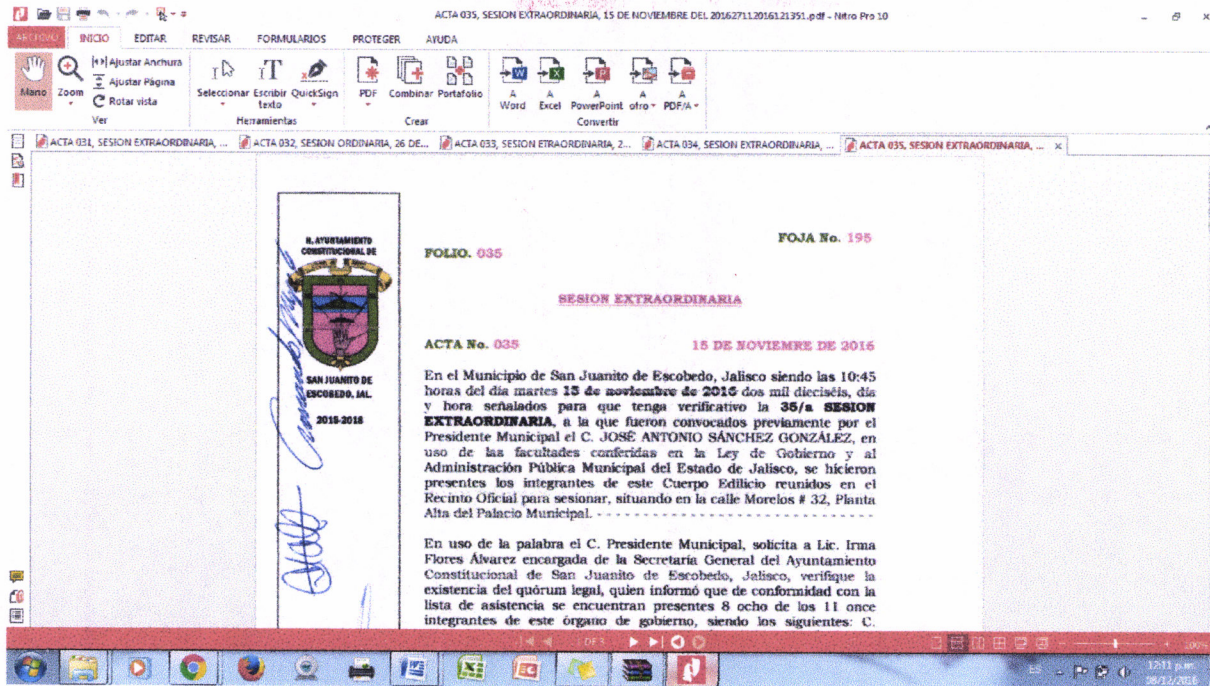 ACTA 035, SESION EXTRAORDINARIA, 15 DE NOVIEMBRE DEL 201627112016121351.pdf - Nitro Pro 10
ARCHIVO INICIO EDITAR REVISAR FORMULARIOS PROTEGER AYUDA
Mano
Zoom
Ajustar Anchura
Ajustar Página
Rotar vista
Ver
Seleccionar
Escribir texto
QuickSign
Herramientas
PDF
Combinar
Portafolio
Crear
A Word
A Excel
A PowerPoint
A otro
A PDF/A
Convertir
ACTA 031, SESION EXTRAORDINARIA, ...
ACTA 032, SESION ORDINARIA, 26 DE...
ACTA 033, SESION ETRAORDINARIA, 2...
ACTA 034, SESION EXTRAORDINARIA, ...
ACTA 035, SESION EXTRAORDINARIA, ... ×
H. AYUNTAMIENTO
CONSTITUCIONAL DE
SAN JUANITO DE
ESCOBEDO, JAL.
2015-2018
FOJA No. 195
FOLIO. 035
SESION EXTRAORDINARIA
ACTA No. 035 15 DE NOVIEMRE DE 2016
En el Municipio de San Juanito de Escobedo, Jalisco siendo las 10:45
horas del día martes 15 de noviembre de 2016 dos mil dieciséis, día
y hora señalados para que tenga verificativo la 35/a SESION
EXTRAORDINARIA, a la que fueron convocados previamente por el
Presidente Municipal el C. JOSÉ ANTONIO SÁNCHEZ GONZÁLEZ, en
uso de las facultades conferidas en la Ley de Gobierno y al
Administración Pública Municipal del Estado de Jalisco, se hicieron
presentes los integrantes de este Cuerpo Edilicio reunidos en el
Recinto Oficial para sesionar, situando en la calle Morelos # 32, Planta
Alta del Palacio Municipal. - - - - - - - - - - - - - - - - - - - - - - - - - - - - - -
En uso de la palabra el C. Presidente Municipal, solicita a Lic. Irma
Flores Álvarez encargada de la Secretaría General del Ayuntamiento
Constitucional de San Juanito de Escobedo, Jalisco, verifique la
existencia del quórum legal, quien informó que de conformidad con la
lista de asistencia se encuentran presentes 8 ocho de los 11 once
integrantes de este órgano de gobierno, siendo los siguientes: C.
1 DE 3
100%
ES
12:11 p.m.
08/12/2016